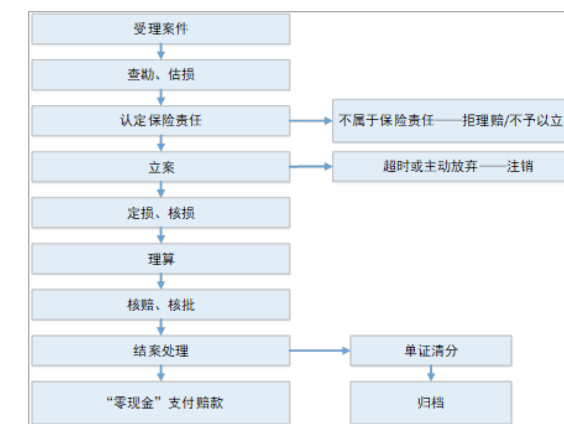 受理案件
查勘、估损
认定保险责任
不属于保险责任——拒理赔/不予以立
立案
超时或主动放弃——注销
定损、核损
理算
核赔、核批
结案处理
单证清分
“零现金”支付赔款
归档